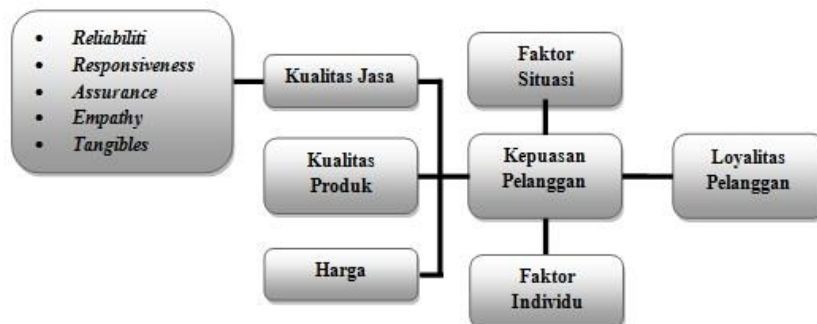 • Reliabiliti
• Responsiveness
• Assurance
• Empathy
• Tangibles
Kualitas Jasa
Kualitas
Produk
Harga
Faktor
Situasi
Kepuasan
Pelanggan
Faktor
Individu
Loyalitas
Pelanggan